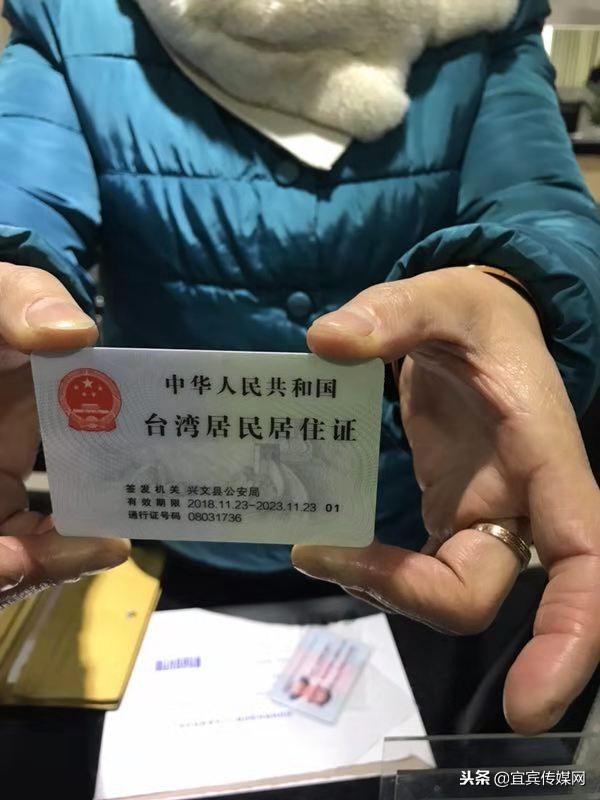 中华人民共和国
台湾居民居住证
签发机关 兴文县公安局
有效期限 2018.11.23-2023.11.23 01
通行证号码 08031736
头条 @宜宾传媒网